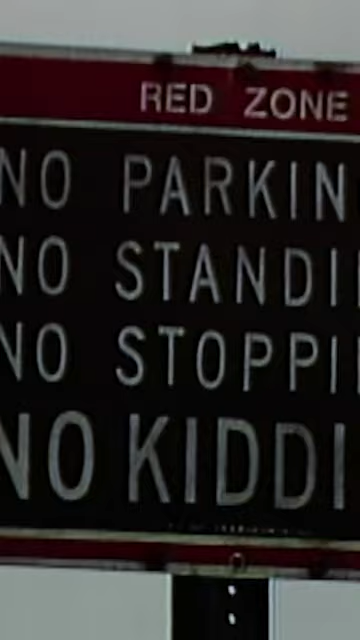 RED ZONE
NO PARKIN
NO STANDI
NO STOPPI
NO KIDDI